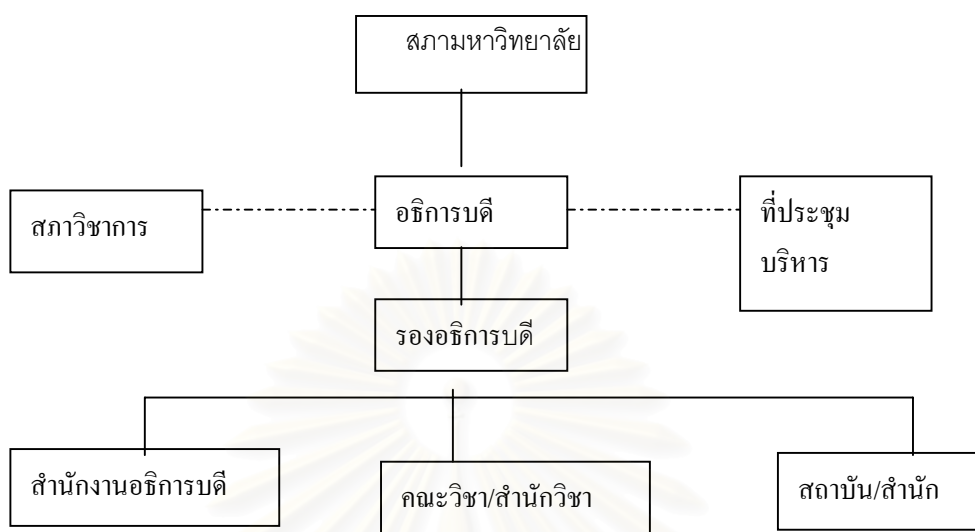 สภามหาวิทยาลัย
สภาวิชาการ
อธิการบดี
ที่ประชุม
บริหาร
รองอธิการบดี
สำนักงานอธิการบดี
คณะวิชา/สำนักวิชา
สถาบัน/สำนัก